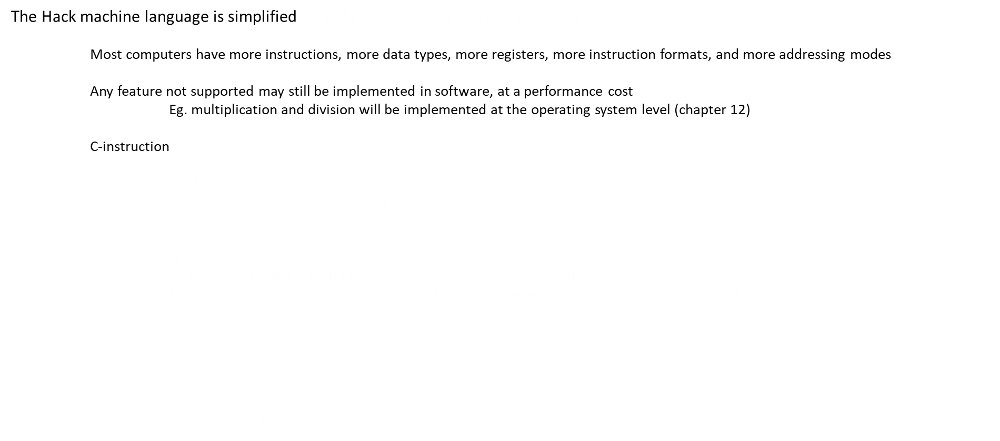 The Hack machine language is simplified
Most computers have more instructions, more data types, more registers, more instruction formats, and more addressing modes
Any feature not supported may still be implemented in software, at a performance cost
Eg. multiplication and division will be implemented at the operating system level (chapter 12)
C-instruction